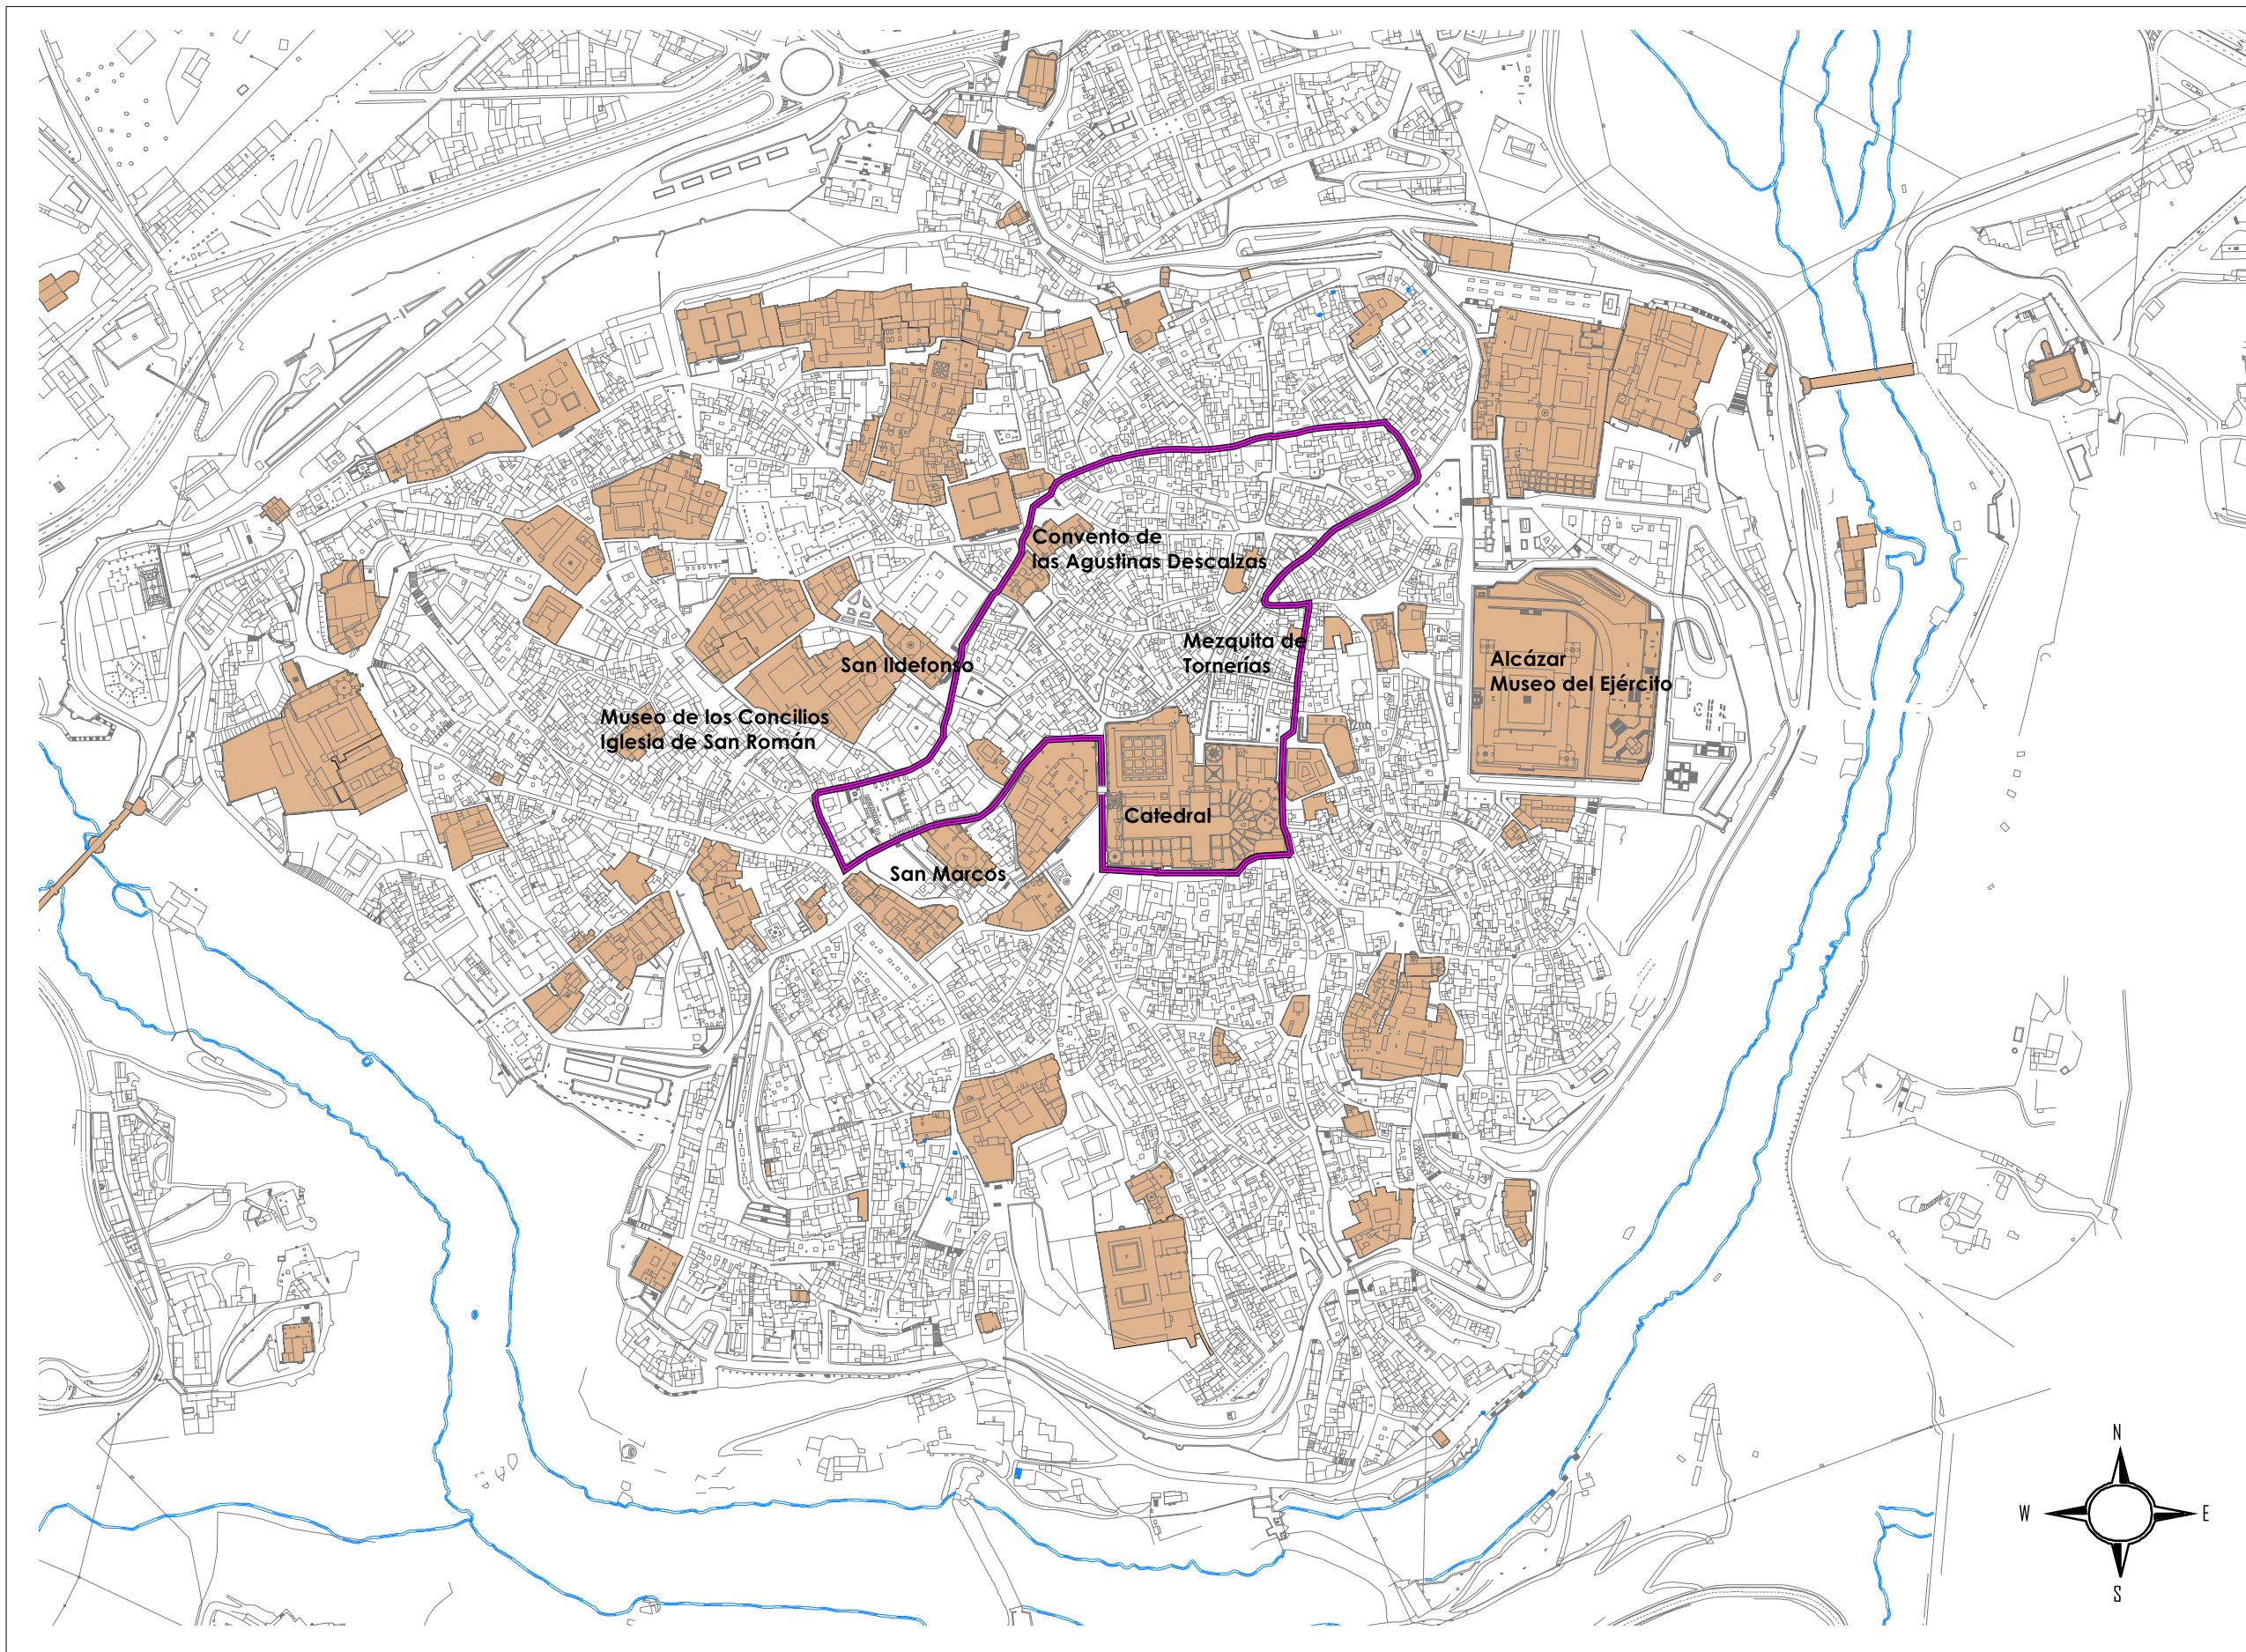 Convento de
las Agustinas Descalzas
Mezquita de
Tornerías
San Ildefonso
Alcázar
Museo del Ejército
Museo de los Concilios
Iglesia de San Román
Catedral
San Marcos
N
W
E
S